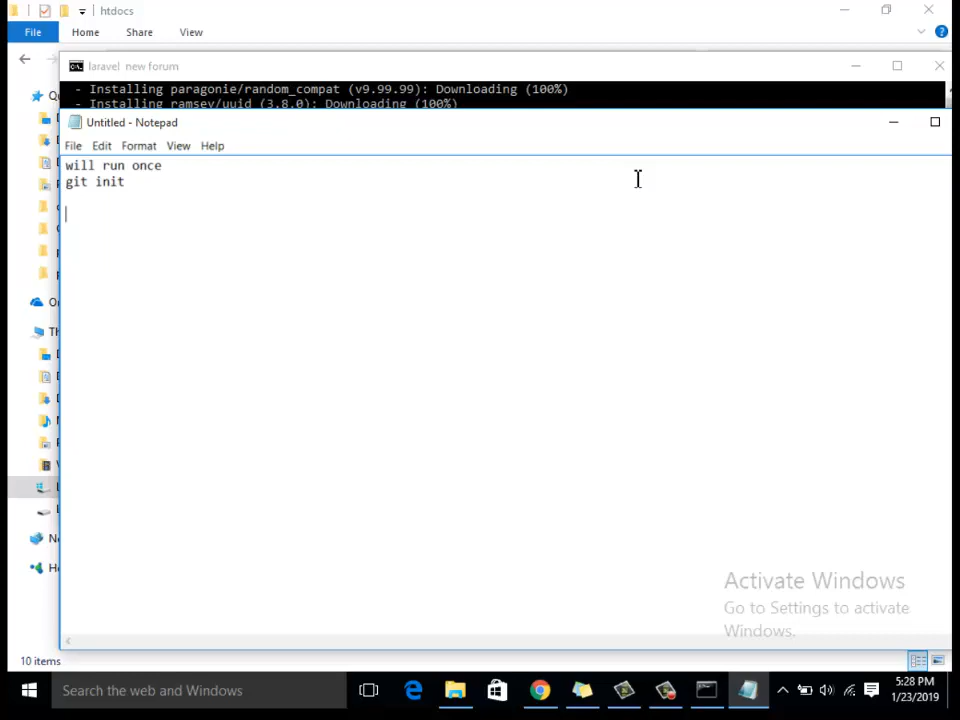 htdocs
File Home Share View
laravel new forum
- Installing paragonie/random_compat (v9.99.99): Downloading (100%)
- Installing ramsey/uuid (3.8.0): Downloading (100%)
Untitled - Notepad
File Edit Format View Help
will run once
git init
Activate Windows
Go to Settings to activate
Windows.
10 items
Search the web and Windows
5:28 PM
1/23/2019